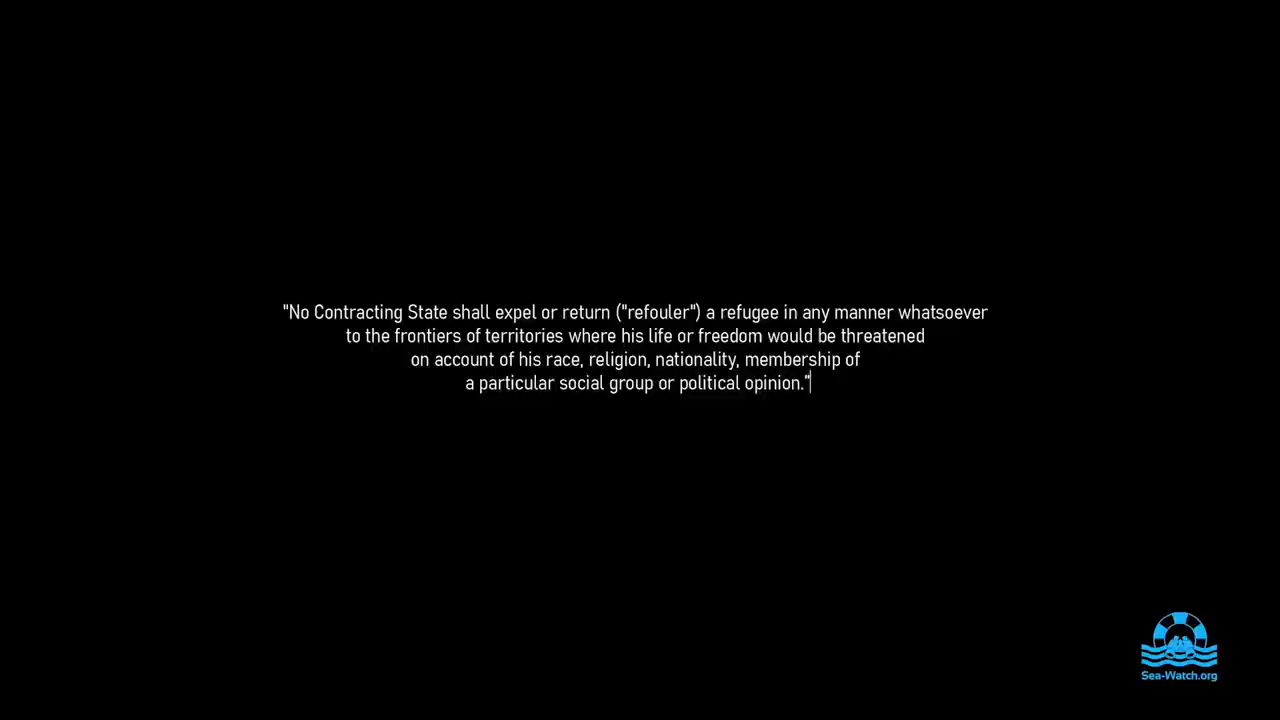 "No Contracting State shall expel or return ("refouler") a refugee in any manner whatsoever
to the frontiers of territories where his life or freedom would be threatened
on account of his race, religion, nationality, membership of
a particular social group or political opinion."
Sea-Watch.org